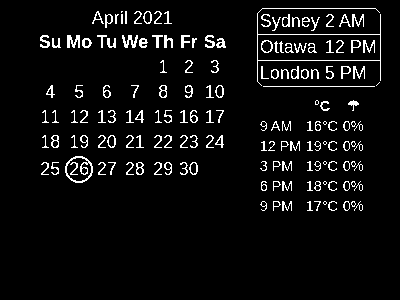 April 2021
Su Mo Tu We Th Fr Sa
1 2 3
4 5 6 7 8 9 10
11 12 13 14 15 16 17
18 19 20 21 22 23 24
25 26 27 28 29 30
Sydney 2 AM
Ottawa 12 PM
London 5 PM
°C ☂
9 AM 16°C 0%
12 PM 19°C 0%
3 PM 19°C 0%
6 PM 18°C 0%
9 PM 17°C 0%